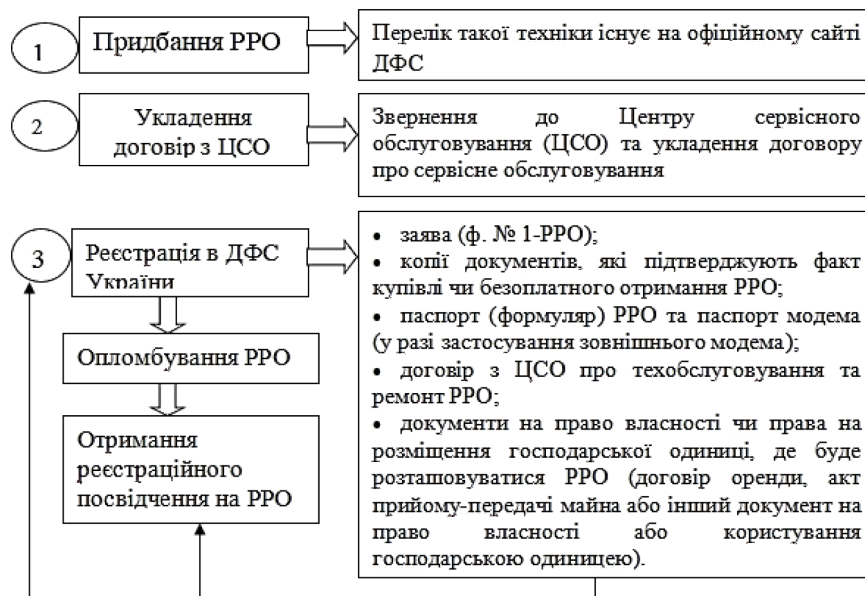 1
Придбання РРО
Перелік такої техніки існує на офіційному сайті
ДФС
2
Укладення
договір з ЦСО
Звернення до Центру сервісного
обслуговування (ЦСО) та укладення договору
про сервісне обслуговування
3
Реєстрація в ДФС
України
Опломбування РРО
Отримання
реєстраційного
посвідчення на РРО
• заява (ф. № 1-РРО);
• копії документів, які підтверджують факт
купівлі чи безоплатного отримання РРО;
• паспорт (формуляр) РРО та паспорт модема
(у разі застосування зовнішнього модема);
• договір з ЦСО про техобслуговування та
ремонт РРО;
• документи на право власності чи права на
розміщення господарської одиниці, де буде
розташовуватися РРО (договір оренди, акт
прийому-передачі майна або інший документ на
право власності або користування
господарською одиницею).